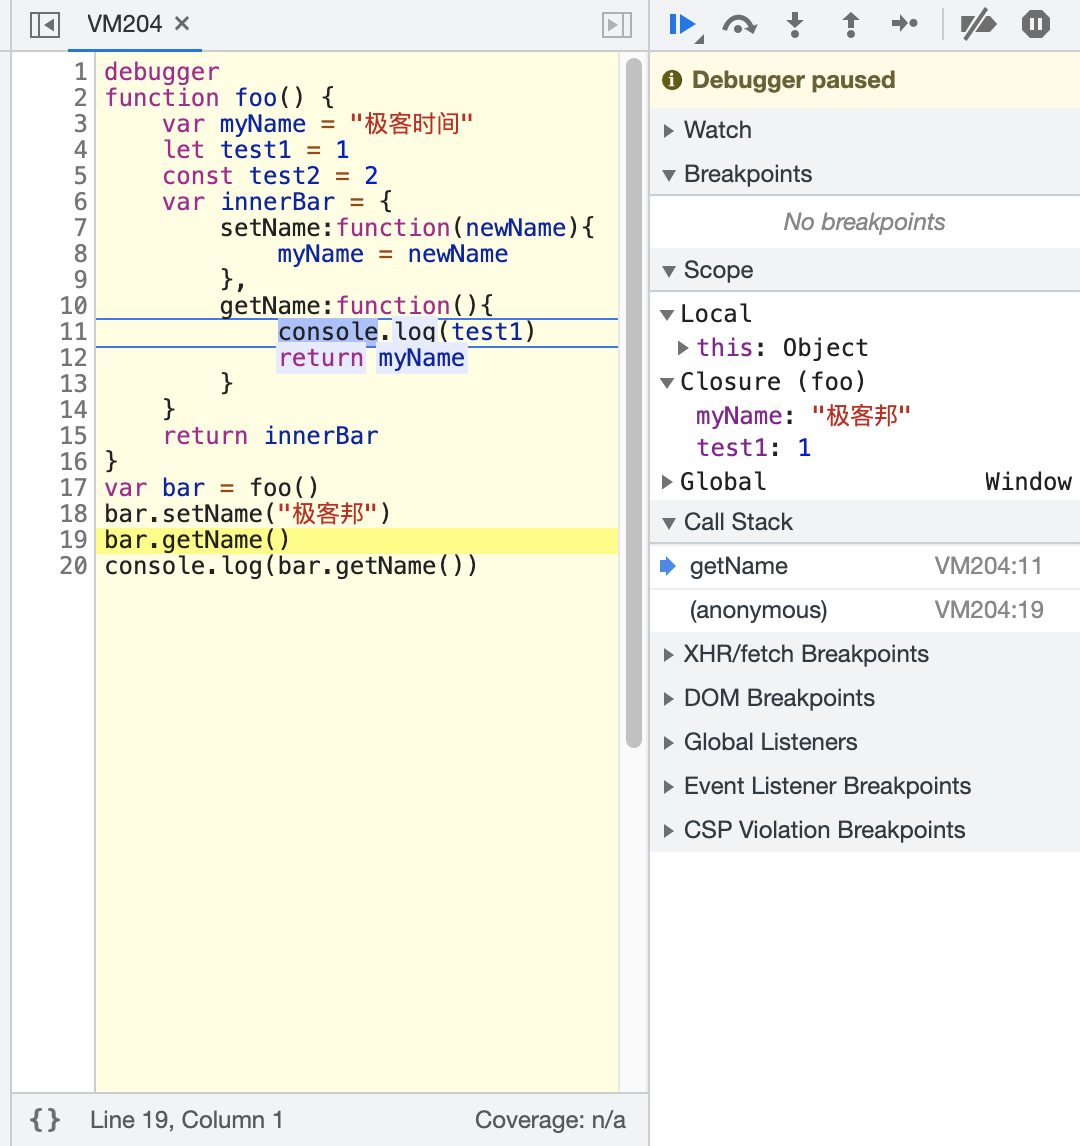 VM204 ×
1 debugger
2 function foo() {
3 var myName = "极客时间"
4 let test1 = 1
5 const test2 = 2
6 var innerBar = {
7 setName:function(newName){
8 myName = newName
9 },
10 getName:function(){
11 console.log(test1)
12 return myName
13 }
14 }
15 return innerBar
16 }
17 var bar = foo()
18 bar.setName("极客邦")
19 bar.getName()
20 console.log(bar.getName())
{} Line 19, Column 1 Coverage: n/a
Debugger paused
Watch
Breakpoints
No breakpoints
Scope
Local
this: Object
Closure (foo)
myName: "极客邦"
test1: 1
Global Window
Call Stack
getName VM204:11
(anonymous) VM204:19
XHR/fetch Breakpoints
DOM Breakpoints
Global Listeners
Event Listener Breakpoints
CSP Violation Breakpoints